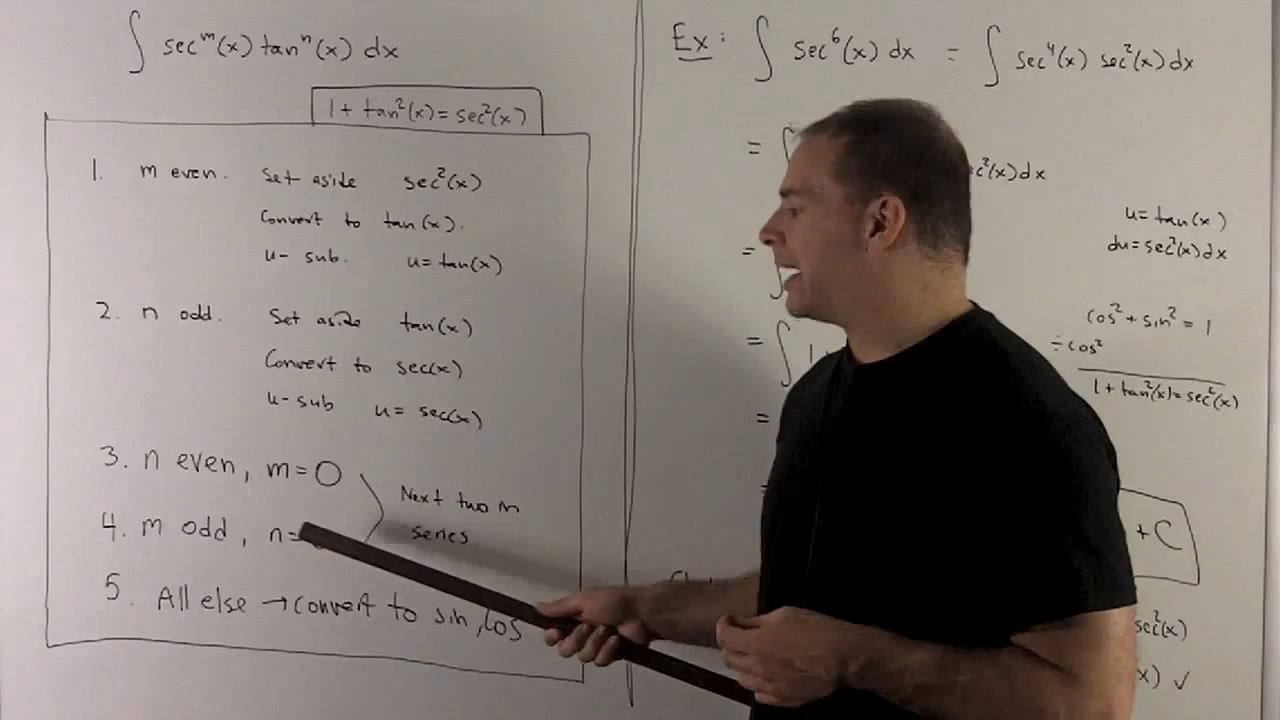 ∫ sec^m(x) tan^n(x) dx
1 + tan²(x) = sec²(x)
1. m even. Set aside sec²(x)
Convert to tan(x).
u- sub. u = tan(x)
2. n odd. Set aside tan(x)
Convert to sec(x)
u-sub u = sec(x)
3. n even, m = 0
4. m odd, n =
Next two in
series
5. All else → convert to sin, cos
Ex: ∫ sec⁶(x) dx = ∫ sec⁴(x) sec²(x) dx
= ∫ c²(x) dx
= ∫
= ∫ 1+
=
=
u = tan(x)
du = sec²(x) dx
cos² + sin² = 1
÷cos²
1 + tan²(x) = sec²(x)
+ C
sec²(x)
x) ✓